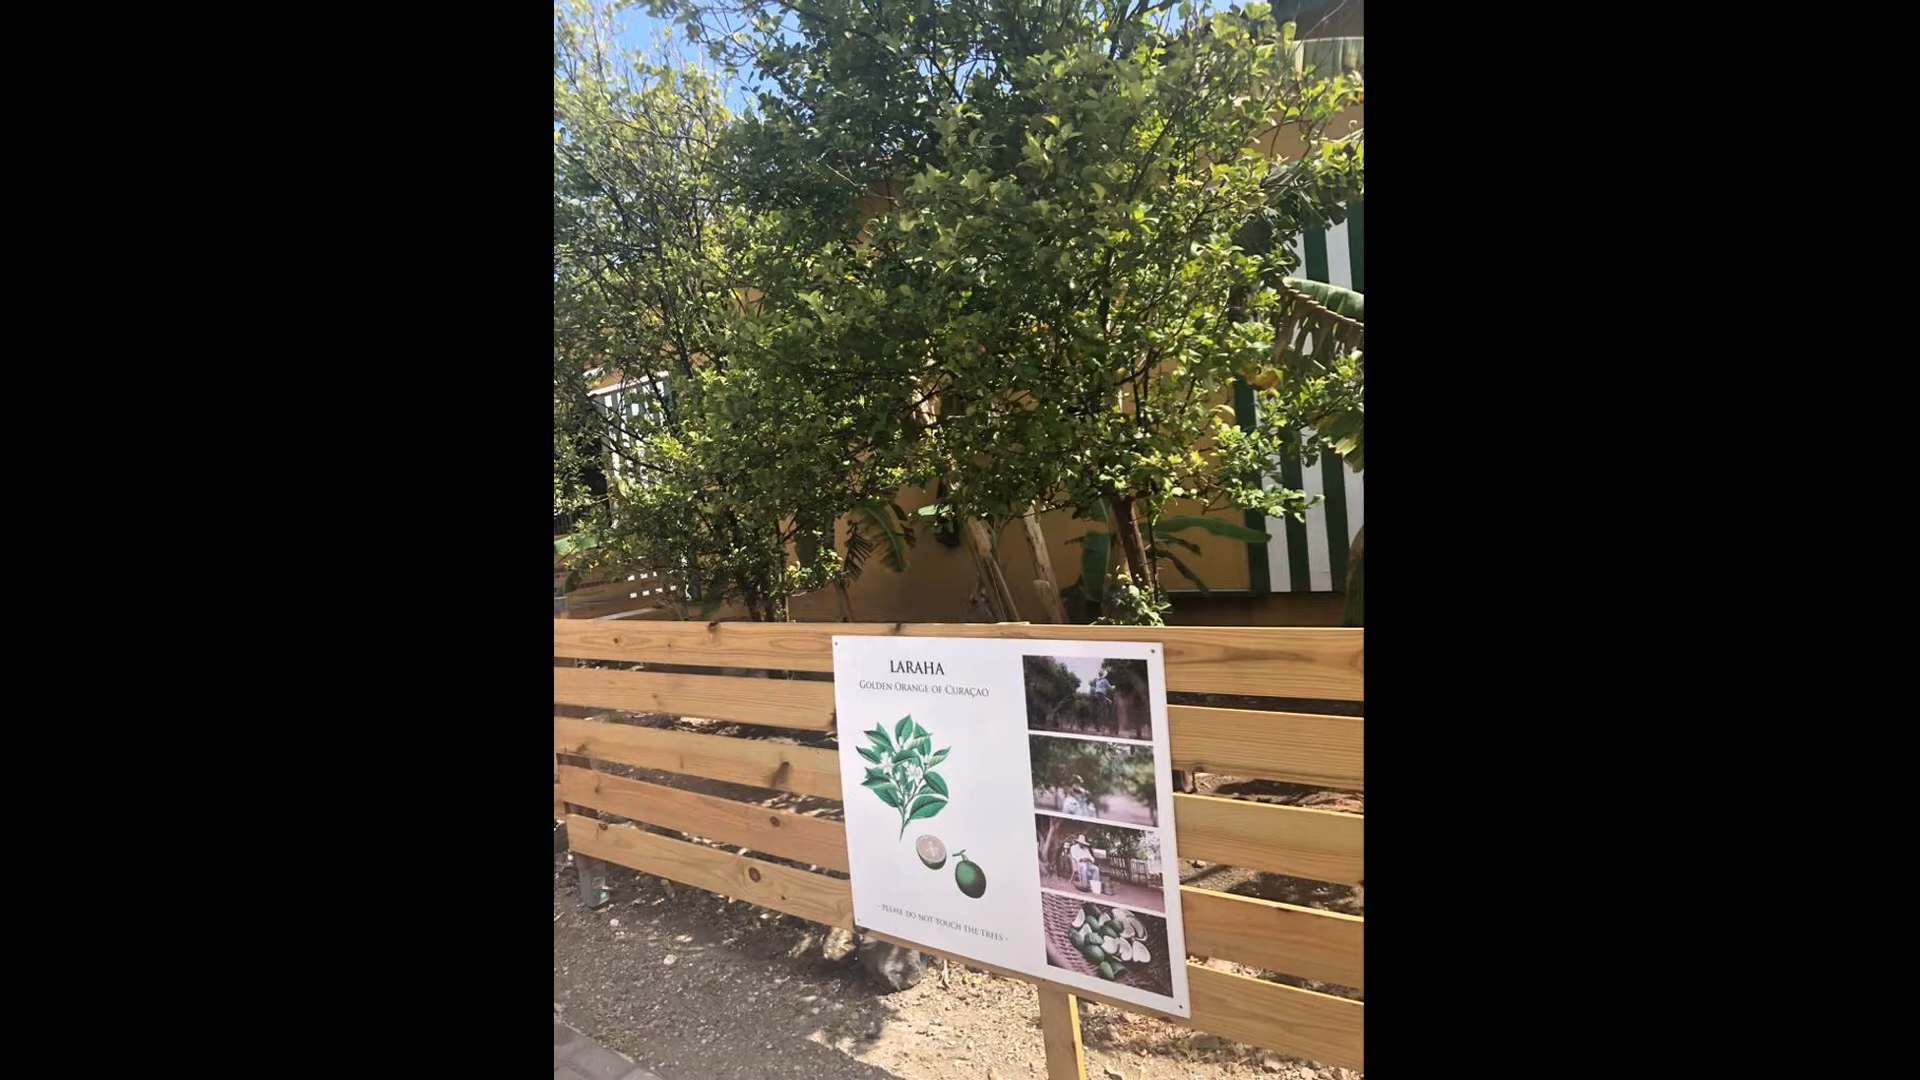 LARAHA
GOLDEN ORANGE OF CURAÇAO
- PLEASE DO NOT TOUCH THE TREES -